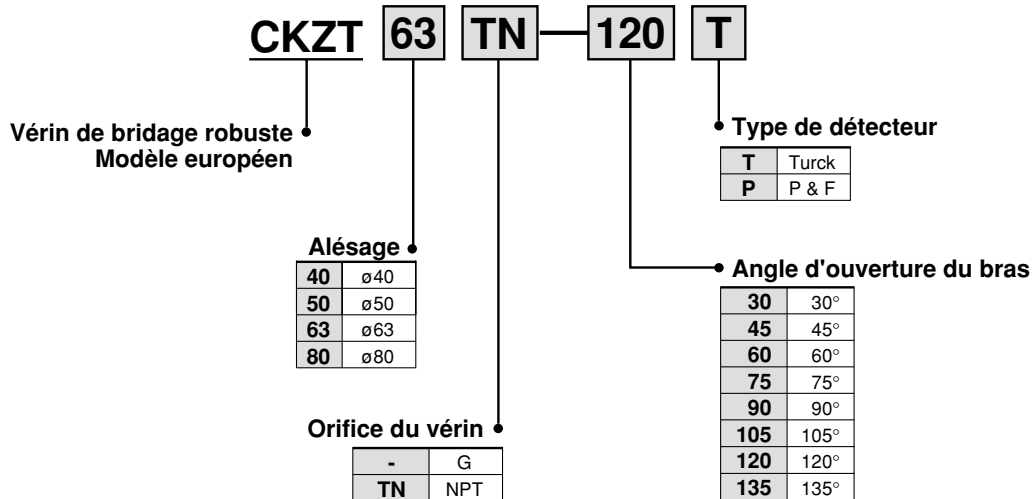 CKZT 63 TN — 120 T
Vérin de bridage robuste
Modèle européen
Type de détecteur
T Turck
P P & F
Alésage
40 ø40
50 ø50
63 ø63
80 ø80
Angle d'ouverture du bras
30 30°
45 45°
60 60°
75 75°
90 90°
105 105°
120 120°
135 135°
Orifice du vérin
- G
TN NPT